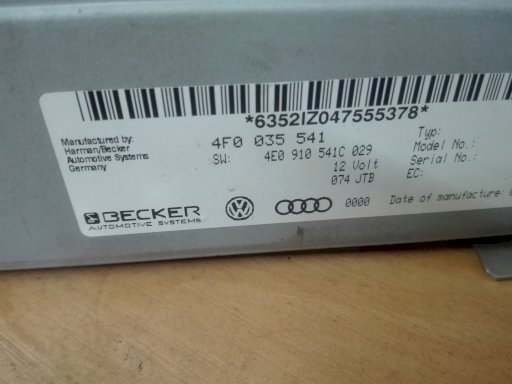 *6352IZ047555378*
Manufactured by:
Harman/Becker
Automotive Systems
Germany
4F0 035 541
SW: 4E0 910 541C 029
12 Volt
074 JTB
Typ:
Model No.:
Serial No.:
EC:
BECKER
AUTOMOTIVE SYSTEMS
0000
Date of manufacture: